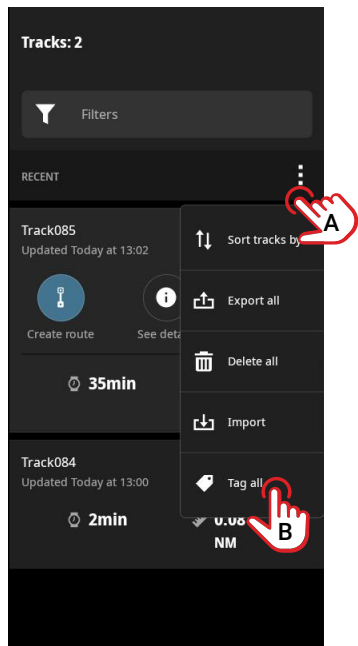 Tracks: 2
Filters
RECENT
A
Track085
Updated Today at 13:02
Sort tracks by
Export all
Create route
See deta
Delete all
35min
Import
Track084
Updated Today at 13:00
Tag all
B
2min
0.08
NM